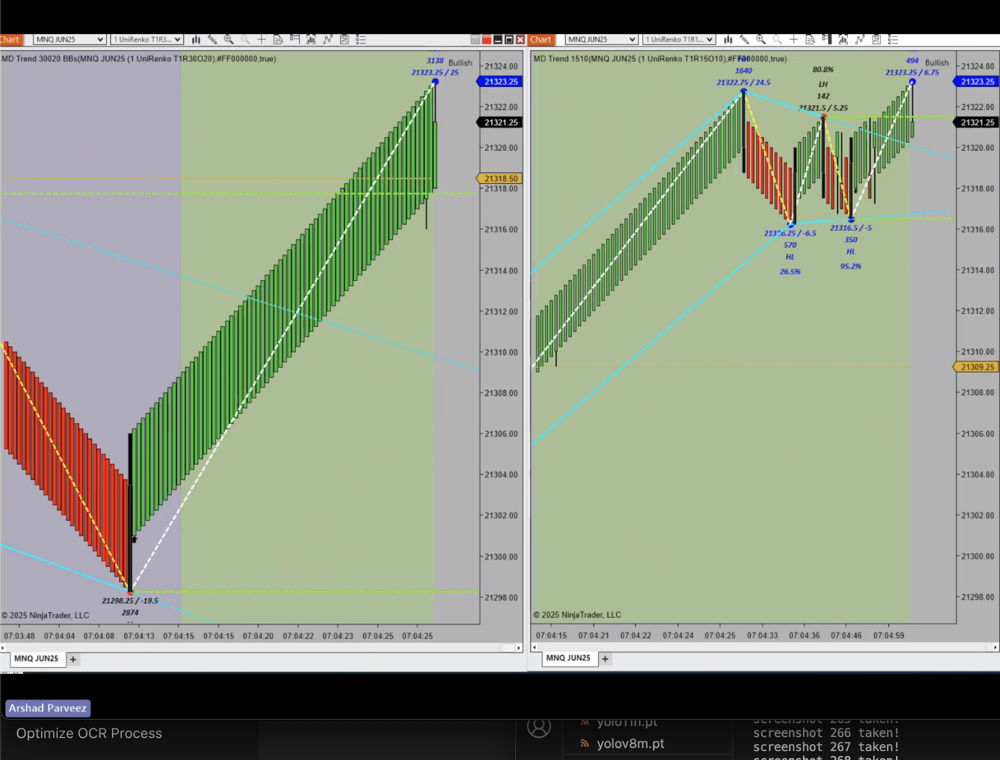 Chart MNQ JUN25 1 UniRenko T1R3...
MD Trend 30020 BBs(MNQ JUN25 (1 UniRenko T1R30O20),#FF000000,true)
3138 Bullish
21323.25 / 25
21324.00
21323.25
21322.00
21321.25
21320.00
21318.50
21318.00
21316.00
21314.00
21312.00
21310.00
21308.00
21306.00
21304.00
21302.00
21300.00
21298.00
21298.25 / -19.5
2874
© 2025 NinjaTrader, LLC
07:03:48 07:04:04 07:04:08 07:04:13 07:04:15 07:04:15 07:04:20 07:04:22 07:04:23 07:04:25 07:04:25
MNQ JUN25 +
Chart MNQ JUN25 1 UniRenko T1R1...
MD Trend 1510(MNQ JUN25 (1 UniRenko T1R15O10),#FF000000,true)
1640
21322.75 / 24.5
80.8%
LH
142
21321.5 / 5.25
494 Bullish
21323.25 / 6.75
21316.25 / -6.5
570
HL
26.5%
21316.5 / -5
350
HL
95.2%
21324.00
21323.25
21322.00
21321.25
21320.00
21318.00
21316.00
21314.00
21312.00
21310.00
21309.25
21308.00
21306.00
21304.00
21302.00
21300.00
21298.00
© 2025 NinjaTrader, LLC
07:04:15 07:04:21 07:04:22 07:04:24 07:04:25 07:04:33 07:04:36 07:04:46 07:04:59
MNQ JUN25 +
Arshad Parveez
Optimize OCR Process
yolo11n.pt
yolov8m.pt
screenshot 265 taken!
screenshot 266 taken!
screenshot 267 taken!
screenshot 268 taken!